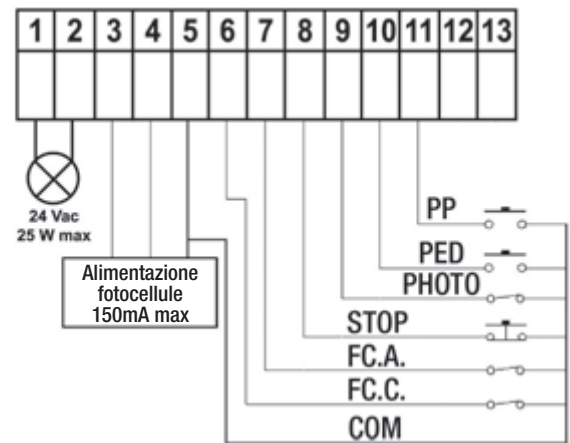 1 2 3 4 5 6 7 8 9 10 11 12 13
24 Vac
25 W max
Alimentazione
fotocellule
150mA max
PP
PED
PHOTO
STOP
FC.A.
FC.C.
COM